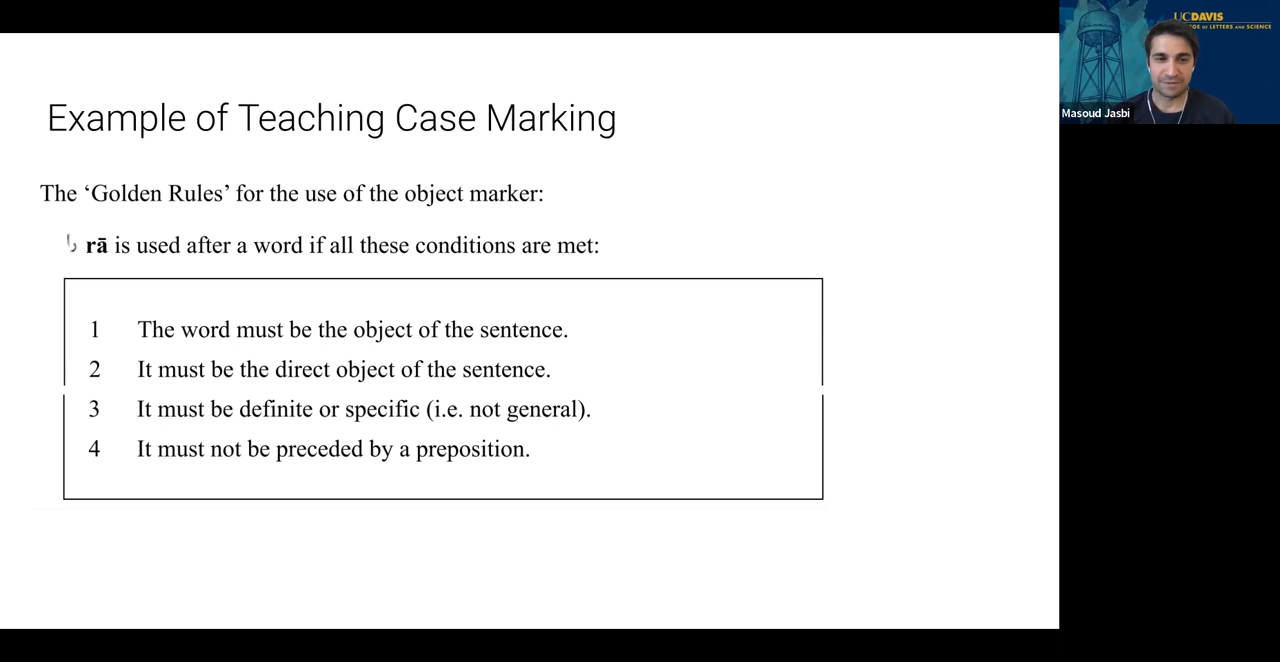 Example of Teaching Case Marking
The ‘Golden Rules’ for the use of the object marker:
را rā is used after a word if all these conditions are met:
1 The word must be the object of the sentence.
2 It must be the direct object of the sentence.
3 It must be definite or specific (i.e. not general).
4 It must not be preceded by a preposition.
UCDAVIS
OF LETTERS AND SCIENCE
Masoud Jasbi